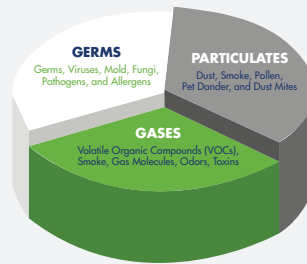 GERMS
Germs, Viruses, Mold, Fungi,
Pathogens, and Allergens
PARTICULATES
Dust, Smoke, Pollen,
Pet Dander, and Dust Mites
GASES
Volatile Organic Compounds (VOCs),
Smoke, Gas Molecules, Odors, Toxins